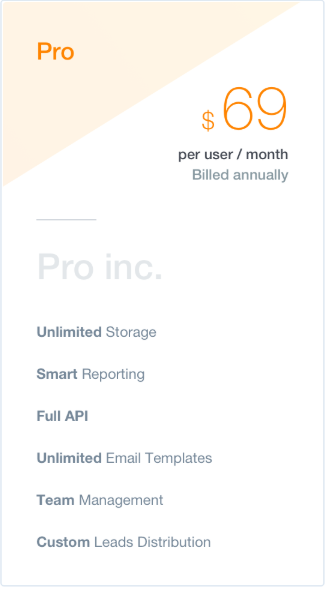 Pro
$ 69
per user / month
Billed annually
Pro inc.
Unlimited Storage
Smart Reporting
Full API
Unlimited Email Templates
Team Management
Custom Leads Distribution